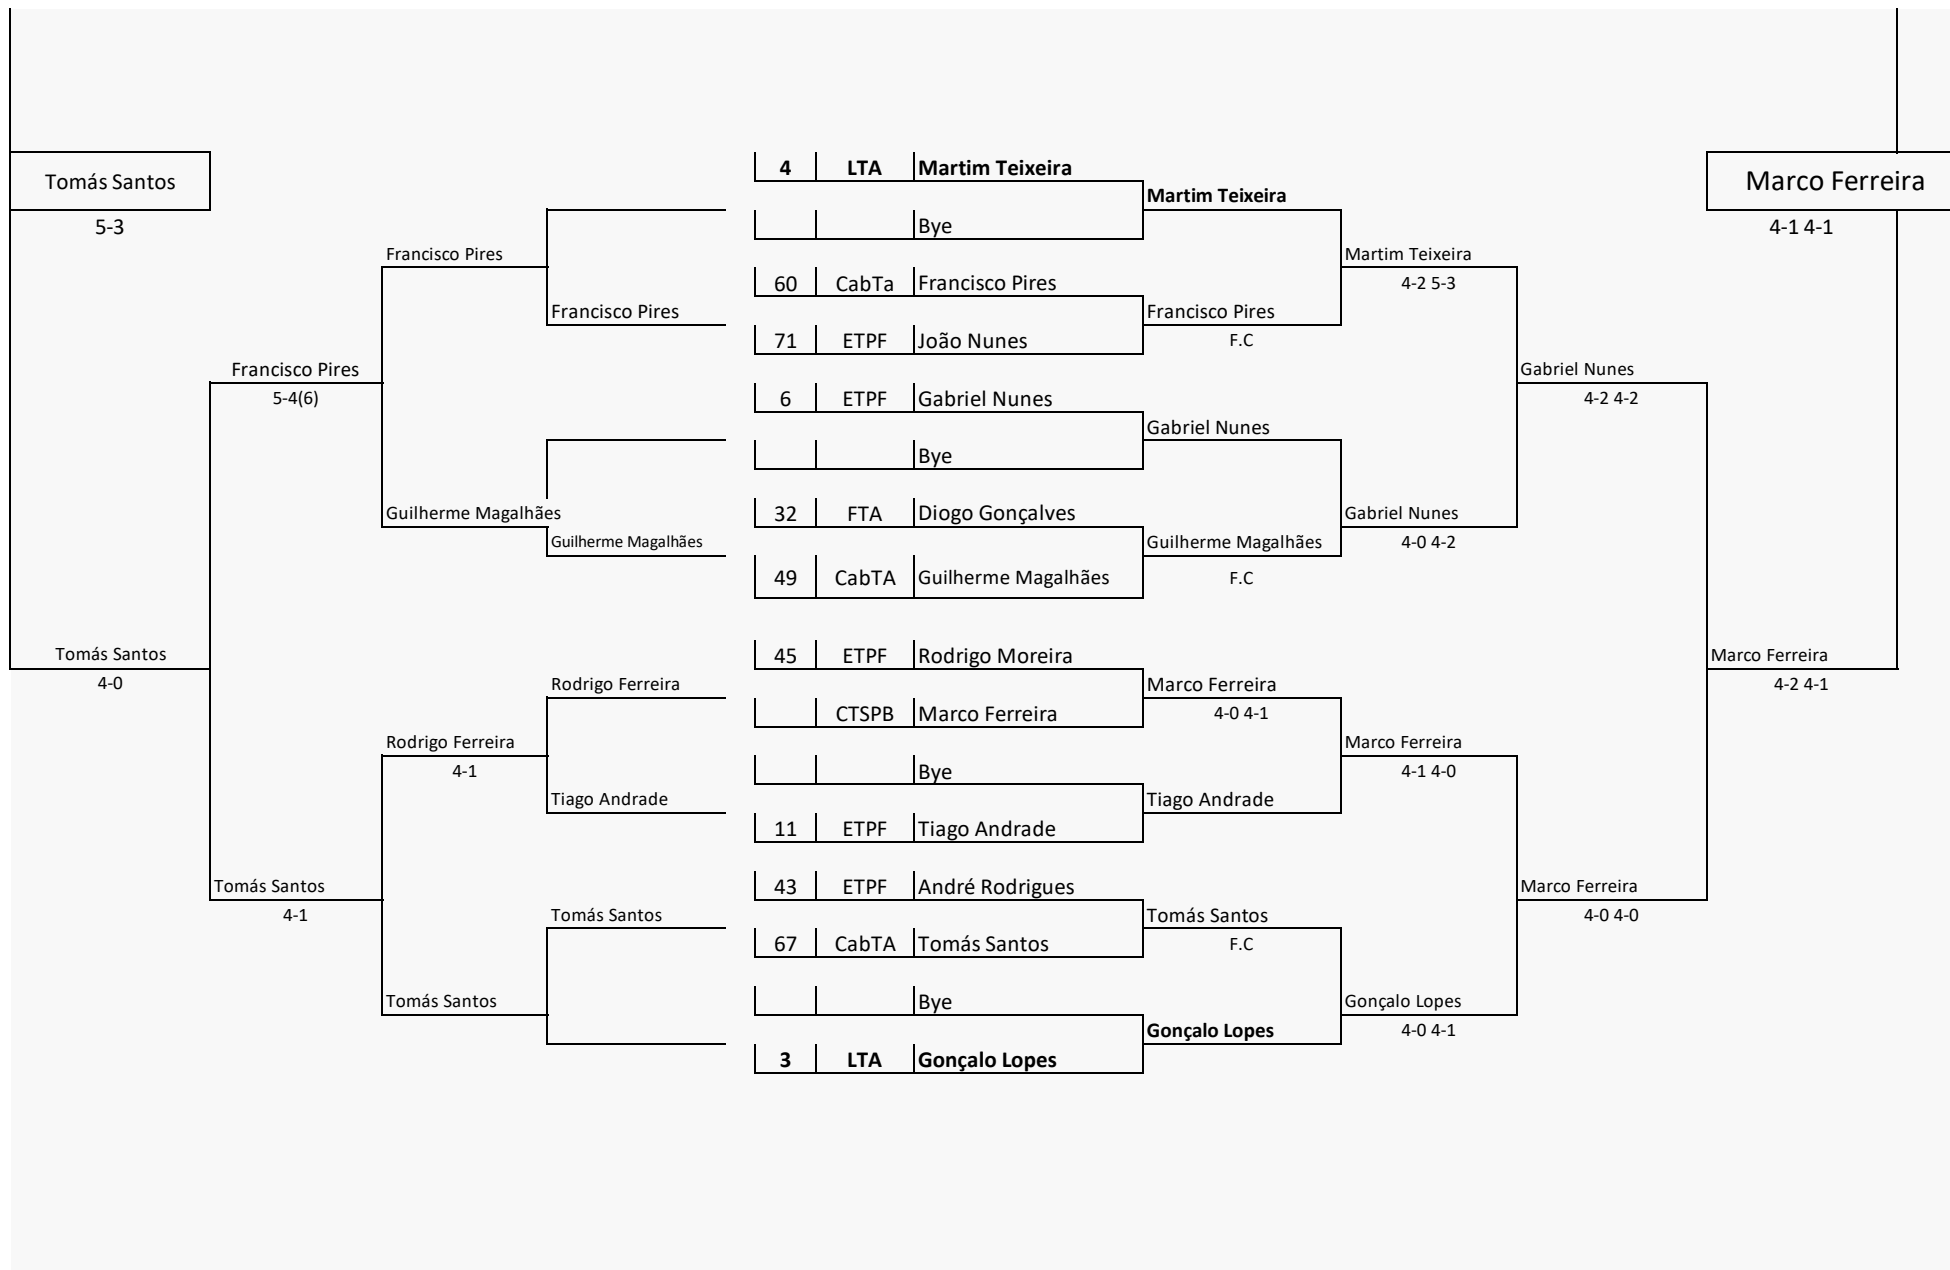 4 LTA Martim Teixeira
Tomás Santos
Marco Ferreira
Martim Teixeira
5-3
Bye
4-1 4-1
Francisco Pires
Martim Teixeira
60 CabTa Francisco Pires
4-2 5-3
Francisco Pires
Francisco Pires
71 ETPF João Nunes
F.C
Francisco Pires
Gabriel Nunes
5-4(6)
6 ETPF Gabriel Nunes
4-2 4-2
Gabriel Nunes
Bye
Guilherme Magalhães
32 FTA Diogo Gonçalves
Gabriel Nunes
Guilherme Magalhães
Guilherme Magalhães
4-0 4-2
49 CabTA Guilherme Magalhães
F.C
Tomás Santos
45 ETPF Rodrigo Moreira
Marco Ferreira
4-0
Rodrigo Ferreira
Marco Ferreira
4-2 4-1
CTSPB Marco Ferreira
4-0 4-1
Rodrigo Ferreira
Marco Ferreira
4-1
Bye
4-1 4-0
Tiago Andrade
Tiago Andrade
11 ETPF Tiago Andrade
Tomás Santos
43 ETPF André Rodrigues
Marco Ferreira
4-1
Tomás Santos
Tomás Santos
4-0 4-0
67 CabTA Tomás Santos
F.C
Tomás Santos
Bye
Gonçalo Lopes
Gonçalo Lopes
4-0 4-1
3 LTA Gonçalo Lopes